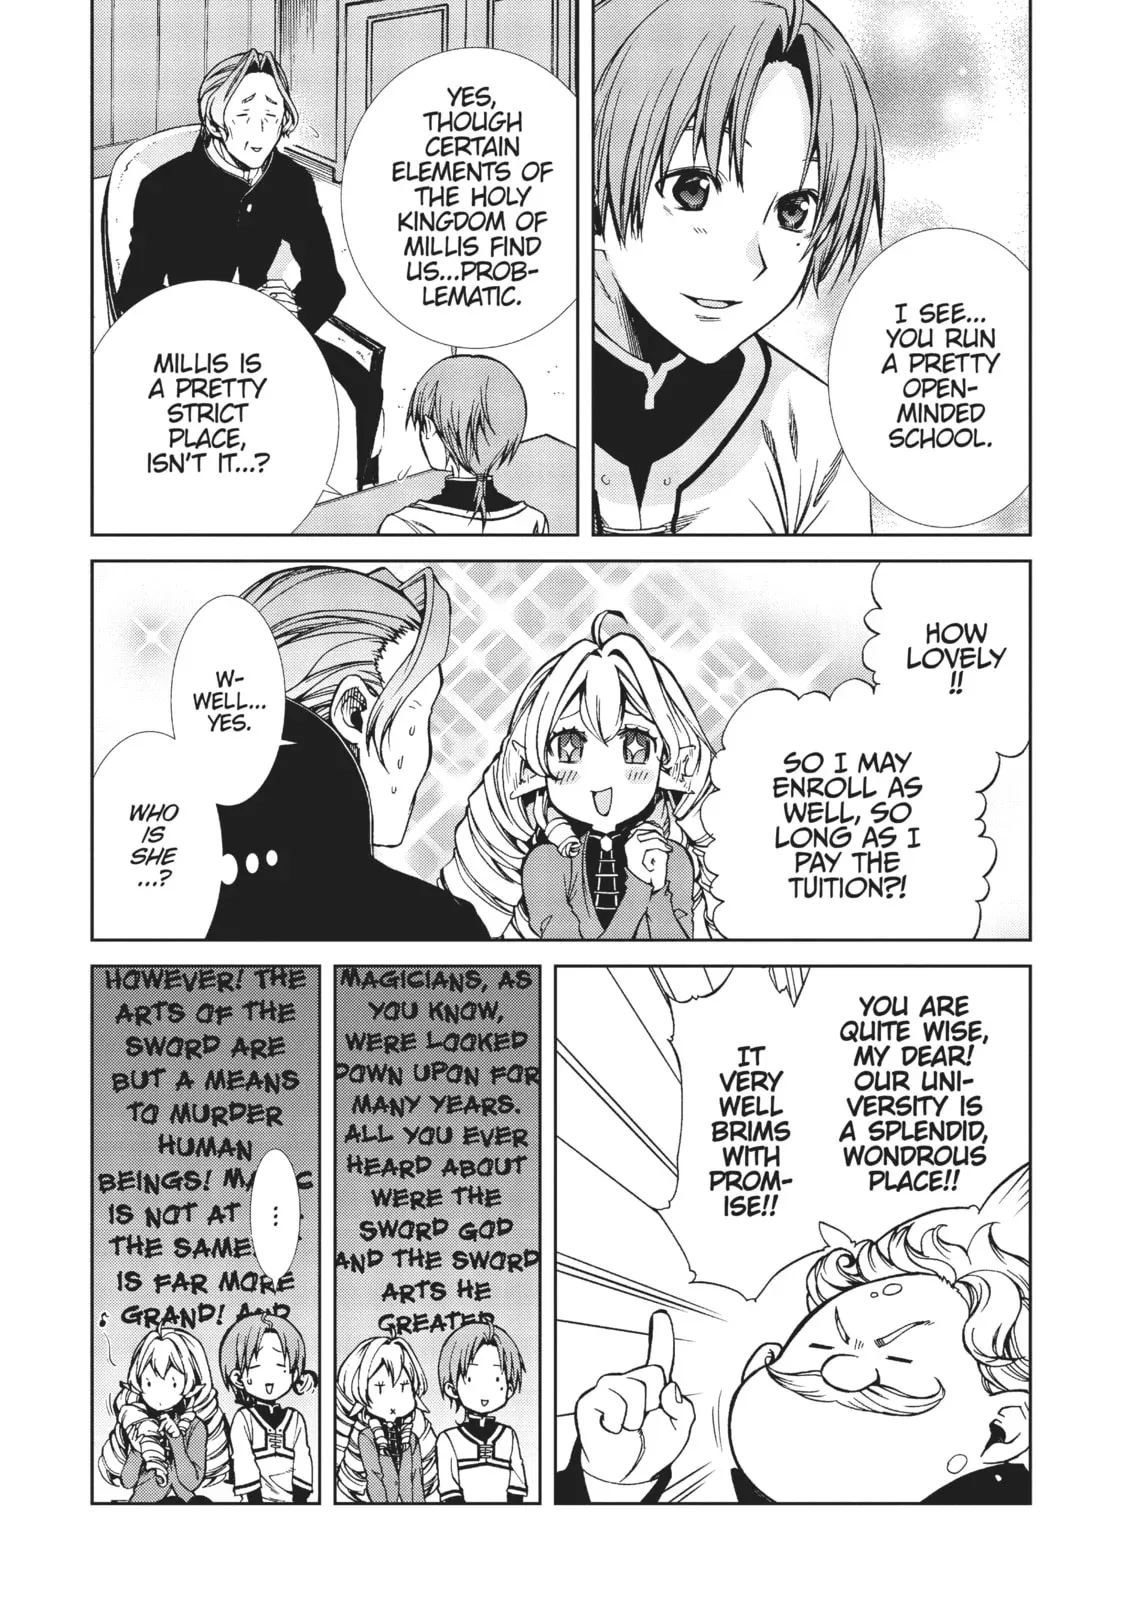 I SEE...
YOU RUN
A PRETTY
OPEN-
MINDED
SCHOOL.
YES,
THOUGH
CERTAIN
ELEMENTS OF
THE HOLY
KINGDOM OF
MILLIS FIND
US...PROB-
LEMATIC.
MILLIS IS
A PRETTY
STRICT
PLACE,
ISN'T IT...?
HOW
LOVELY
!!
SO I MAY
ENROLL AS
WELL, SO
LONG AS I
PAY THE
TUITION?!
W-
WELL...
YES.
WHO
IS
SHE
...?
YOU ARE
QUITE WISE,
MY DEAR!
OUR UNI-
VERSITY IS
A SPLENDID,
WONDROUS
PLACE!!
IT
VERY
WELL
BRIMS
WITH
PROM-
ISE!!
MAGICIANS, AS
YOU KNOW,
WERE LOOKED
DOWN UPON FOR
MANY YEARS.
ALL YOU EVER
HEARD ABOUT
WERE THE
SWORD GOD
AND THE SWORD
ARTS HE
GREATER
HOWEVER! THE
ARTS OF THE
SWORD ARE
BUT A MEANS
TO MURDER
HUMAN
BEINGS!
IS NOT AT
THE SAME
IS FAR MORE
GRAND! AND
...